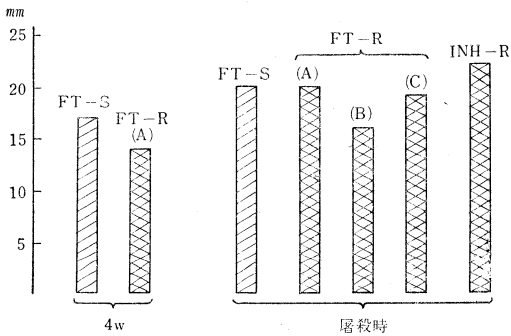 mm
25
20
15
10
5
FT-S
FT-R
(A)
4w
FT-S
FT-R
(A)
(B)
(C)
INH-R
屠殺時